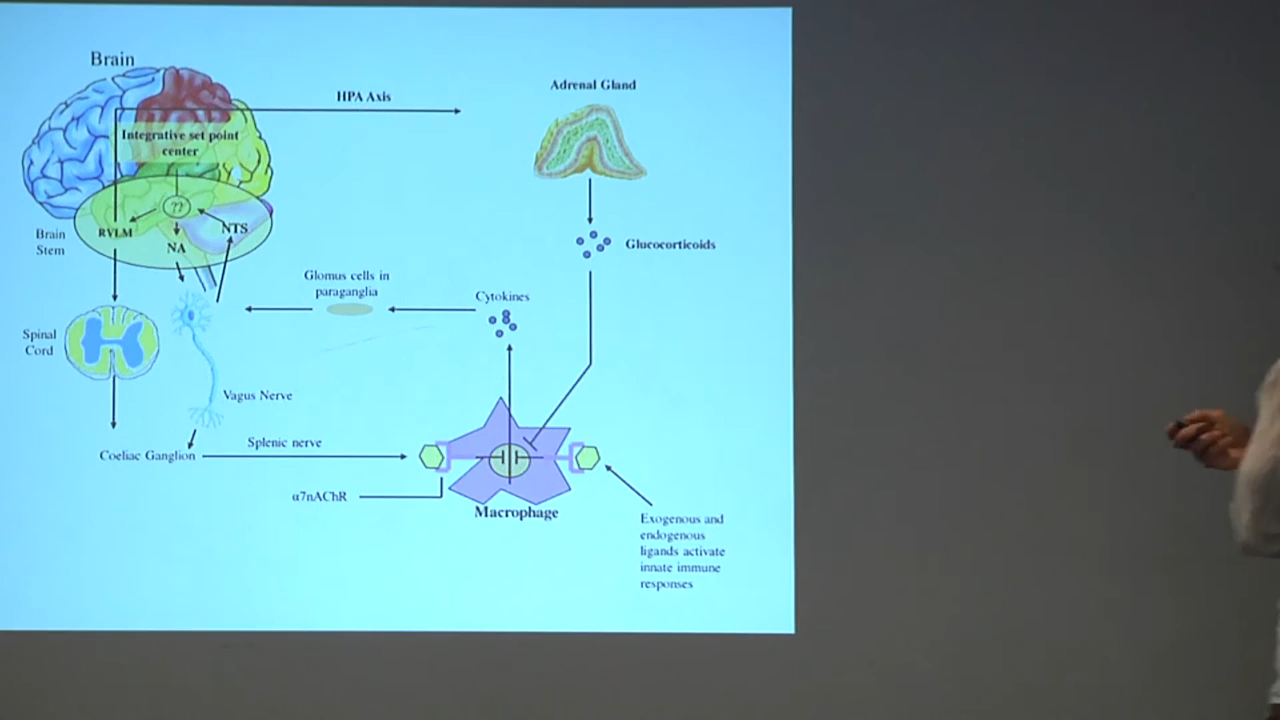 Brain
HPA Axis
Adrenal Gland
Integrative set point
center
??
RVLM
NTS
NA
Brain
Stem
Glucocorticoids
Glomus cells in
paraganglia
Cytokines
Spinal
Cord
Vagus Nerve
Coeliac Ganglion
Splenic nerve
α7nAChR
Macrophage
Exogenous and
endogenous
ligands activate
innate immune
responses